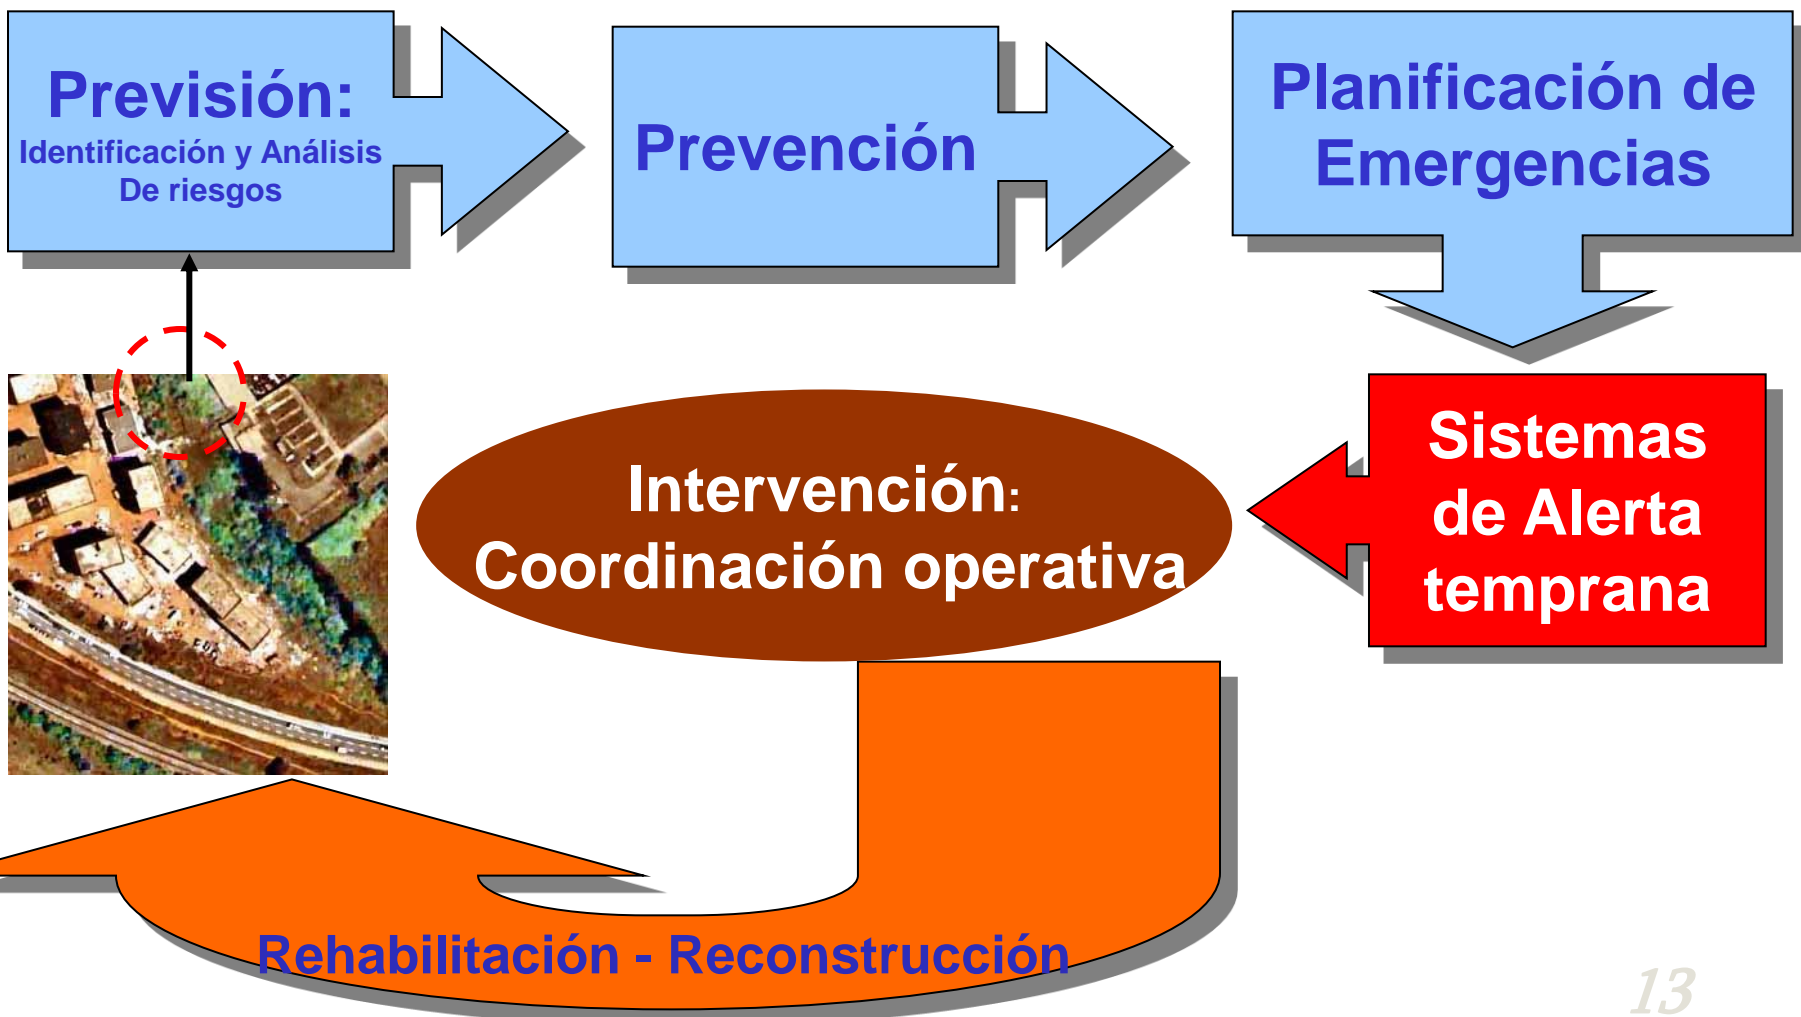 Previsión:
Identificación y Análisis
De riesgos
Prevención
Planificación de
Emergencias
Sistemas
de Alerta
temprana
Intervención:
Coordinación operativa
Rehabilitación - Reconstrucción
13